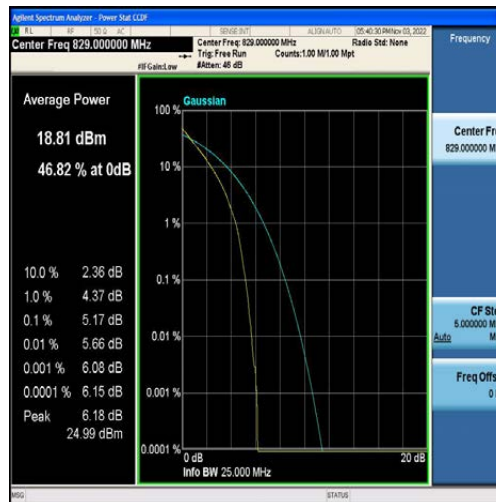 Agilent Spectrum Analyzer - Power Stat CCDF
RL RF 50 Ω AC SENSE:INT ALIGNAUTO 05:40:30 PM Nov 03, 2022
Center Freq 829.000000 MHz
Center Freq: 829.000000 MHz Radio Std: None
Trig: Free Run Counts:1.00 M/1.00 Mpt
#IFGain:Low #Atten: 46 dB
Frequency
Average Power
18.81 dBm
46.82 % at 0dB
10.0 % 2.36 dB
1.0 % 4.37 dB
0.1 % 5.17 dB
0.01 % 5.66 dB
0.001 % 6.08 dB
0.0001 % 6.15 dB
Peak 6.18 dB
24.99 dBm
Gaussian
100 %
10 %
1 %
0.1 %
0.01 %
0.001 %
0.0001 %
0 dB 20 dB
Info BW 25.000 MHz
Center Fr
829.000000 M
CF Ste
5.000000 M
Auto M
Freq Offs
0
MSG STATUS